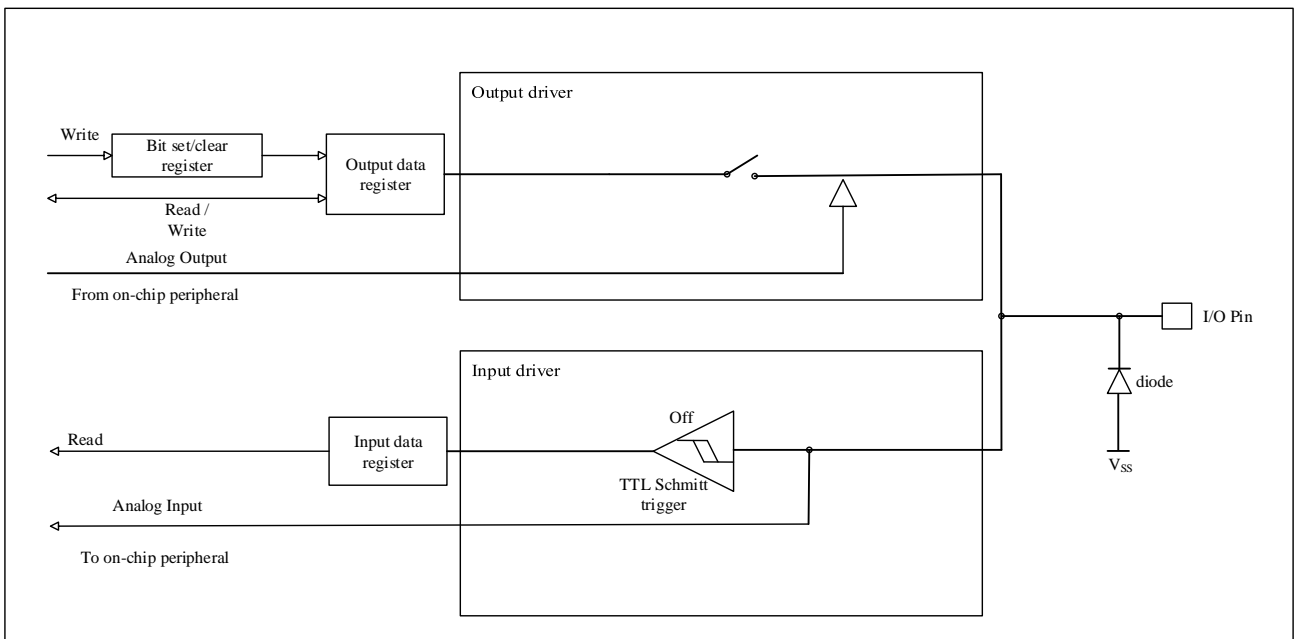 Output driver
Write
Bit set/clear
register
Output data
register
Read /
Write
Analog Output
From on-chip peripheral
I/O Pin
Input driver
diode
Off
Read
Input data
register
TTL Schmitt
trigger
VSS
Analog Input
To on-chip peripheral